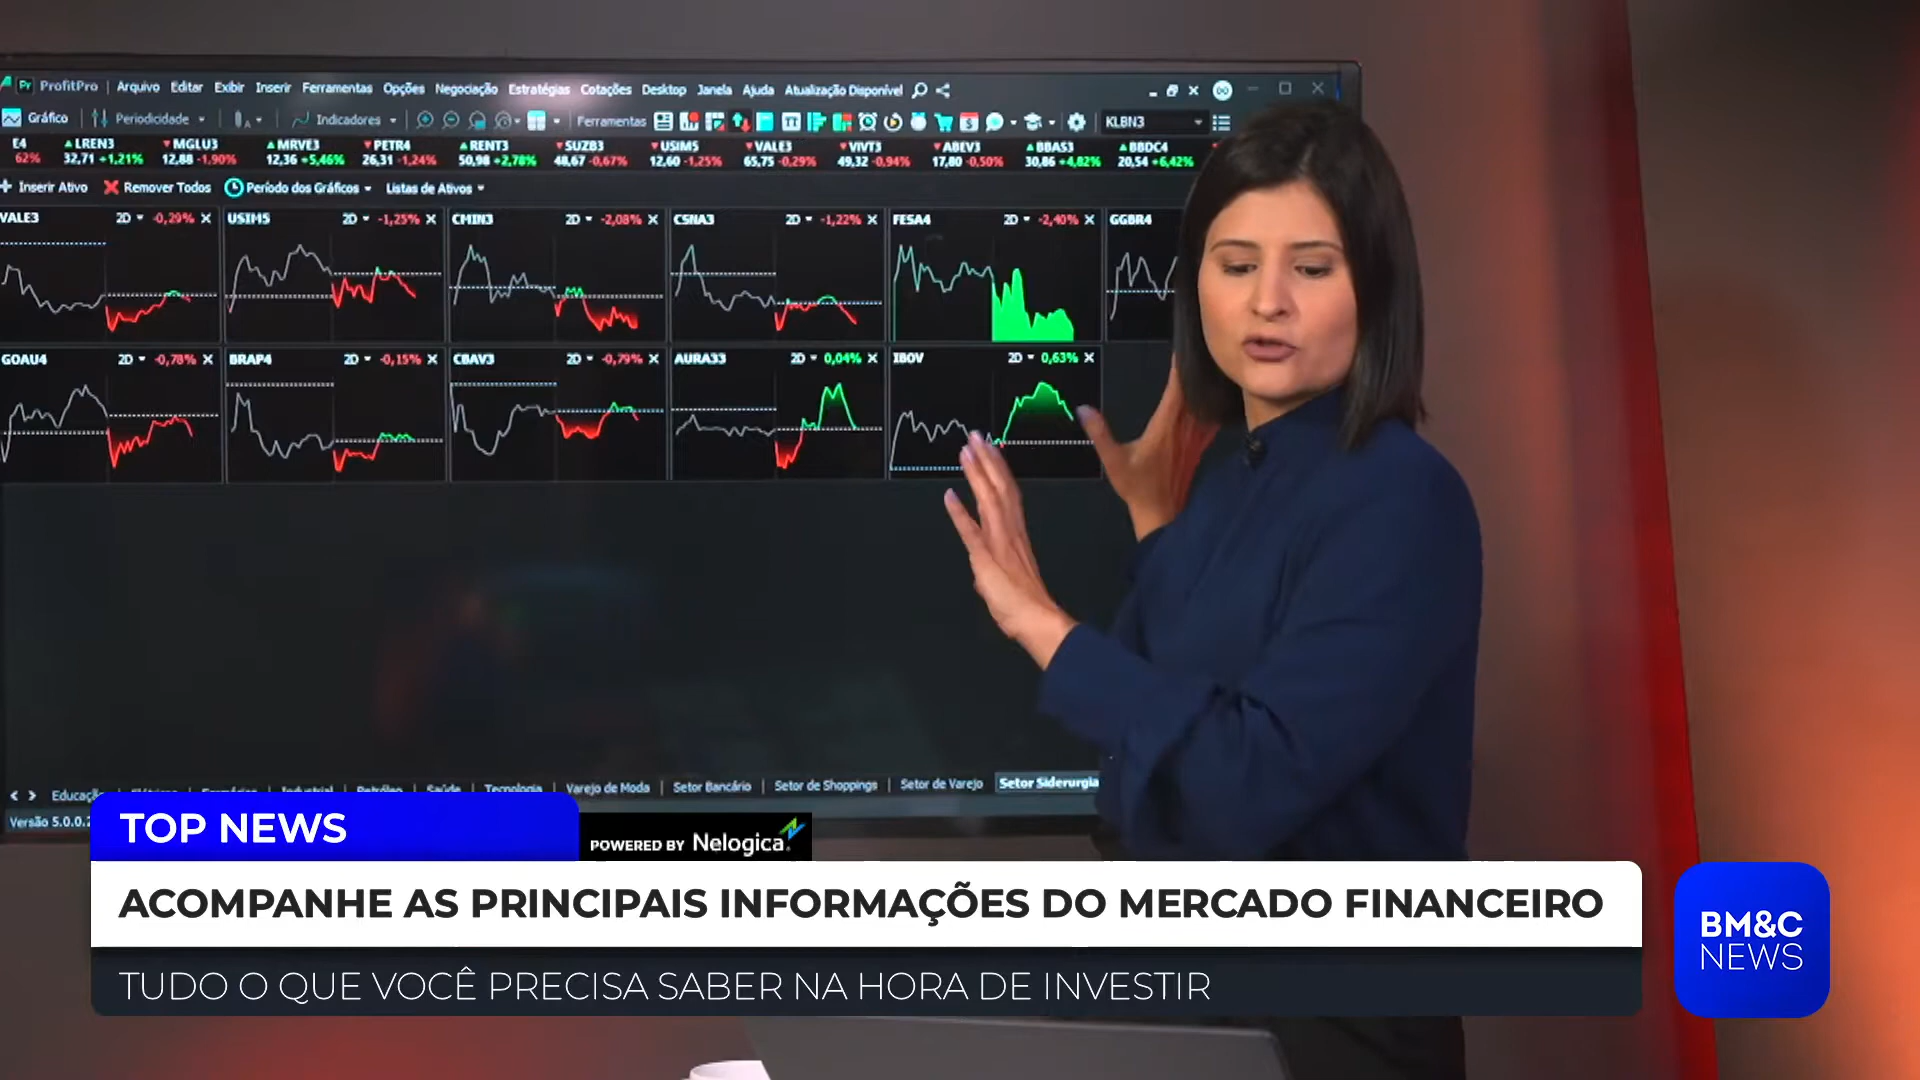 Pr ProfitPro Arquivo Editar Exibir Inserir Ferramentas Opções Negociação Estratégias Cotações Desktop Janela Ajuda Atualização Disponível
Gráfico Periodicidade Indicadores Ferramentas KLBN3
E4 LREN3 MGLU3 MRVE3 PETR4 RENT3 SUZB3 USIM5 VALE3 VIVT3 ABEV3 BBAS3 BBDC4
62% 32,71 +1,21% 12,88 -1,90% 12,36 +5,46% 26,31 -1,24% 50,98 +2,78% 48,67 -0,67% 12,60 -1,25% 65,75 -0,29% 49,32 -0,94% 17,80 -0,50% 30,86 +4,82% 20,54 +6,42%
Inserir Ativo Remover Todos Período dos Gráficos Listas de Ativos
VALE3 2D -0,29% USIM5 2D -1,25% CMIN3 2D -2,08% CSNA3 2D -1,22% FESA4 2D -2,40% GGBR4
GOAU4 2D -0,78% BRAP4 2D -0,15% CBAV3 2D -0,79% AURA33 2D 0,04% IBOV 2D 0,63%
Varejo de Moda Setor Bancário Setor de Shoppings Setor de Varejo Setor Siderurgia
Versão 5.0.0.
TOP NEWS
POWERED BY Nelogica
ACOMPANHE AS PRINCIPAIS INFORMAÇÕES DO MERCADO FINANCEIRO
TUDO O QUE VOCÊ PRECISA SABER NA HORA DE INVESTIR
BM&C
NEWS